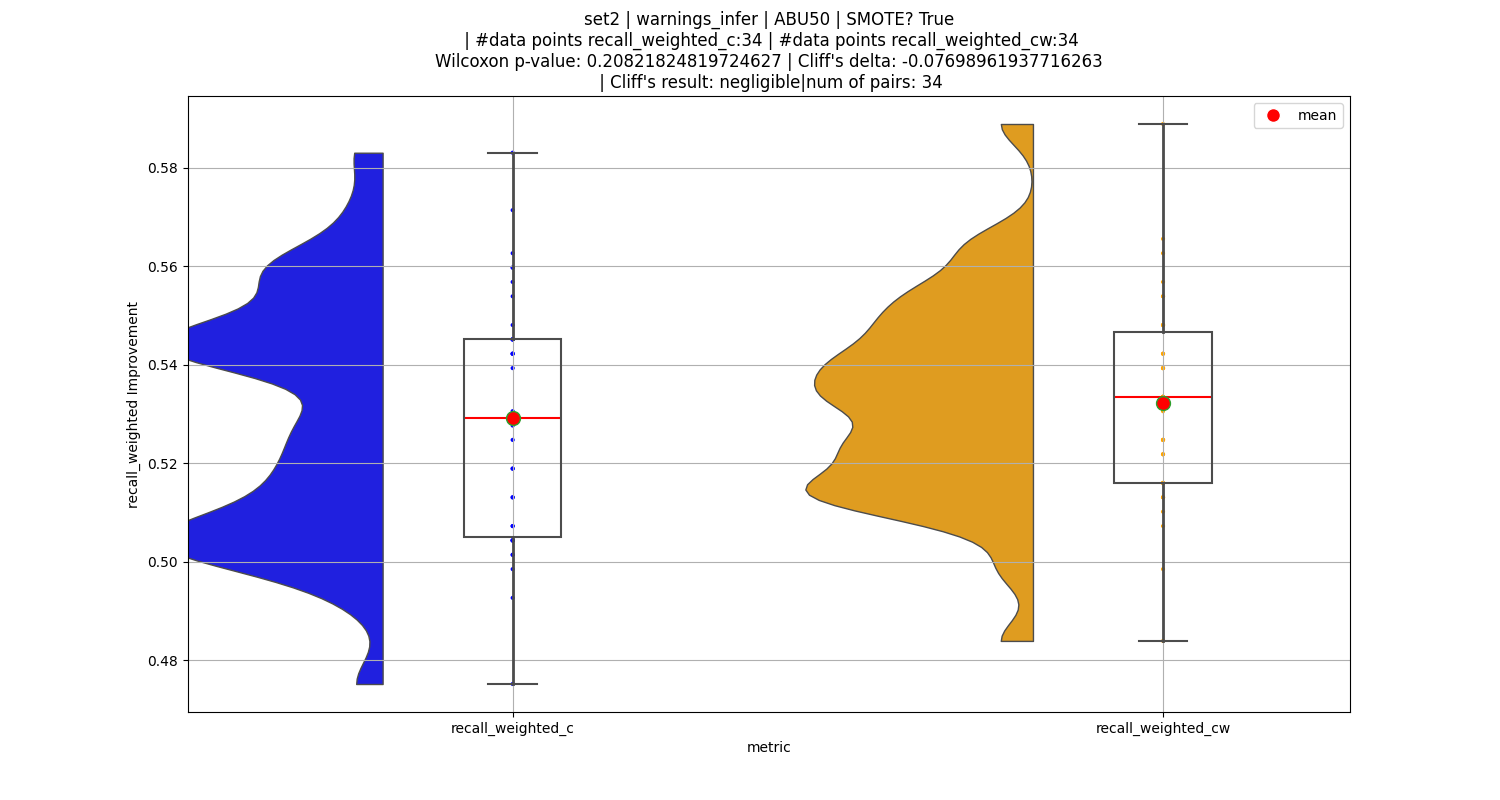 set2 | warnings_infer | ABU50 | SMOTE? True
| #data points recall_weighted_c:34 | #data points recall_weighted_cw:34
Wilcoxon p-value: 0.20821824819724627 | Cliff's delta: -0.07698961937716263
| Cliff's result: negligible|num of pairs: 34
mean
0.58
0.56
0.54
0.52
0.50
0.48
recall_weighted Improvement
recall_weighted_c
recall_weighted_cw
metric